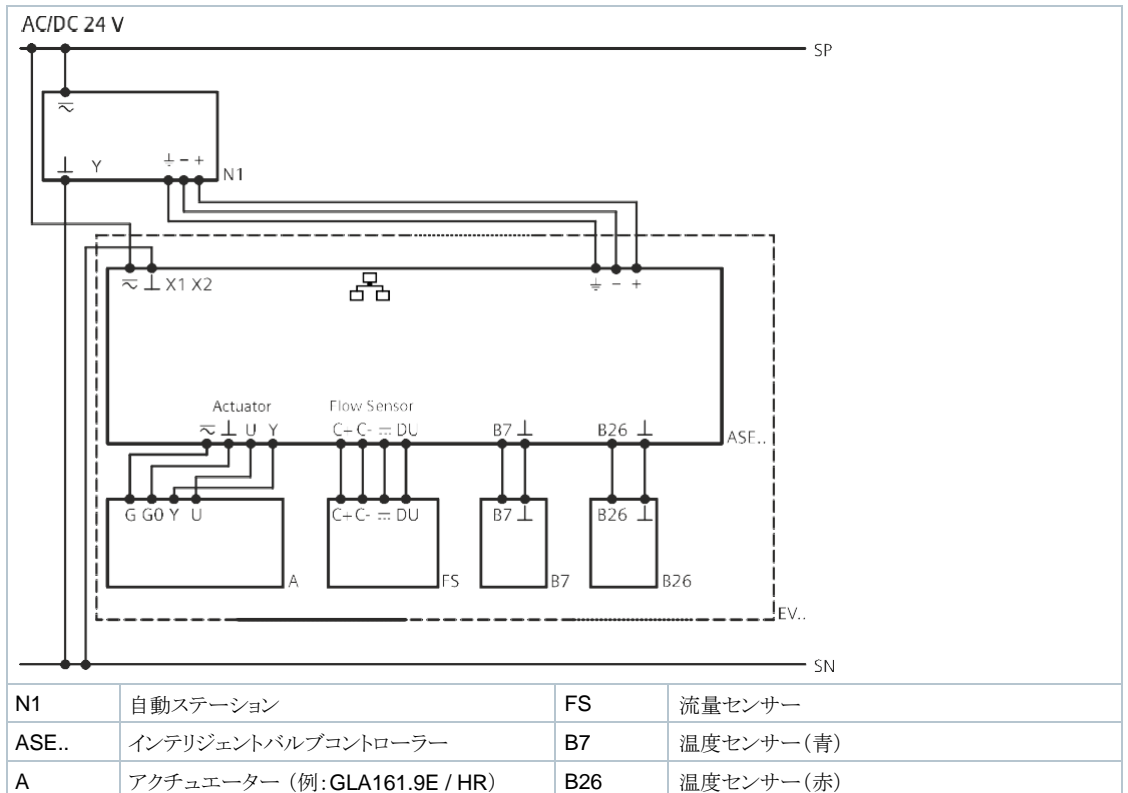 AC/DC 24 V
SP
≂
⊥ Y ⏚ - + N1
≂ ⊥ X1 X2 ⏚ - +
Actuator Flow Sensor
≂ ⊥ U Y C+ C- ⎓ DU B7 ⊥ B26 ⊥ ASE..
G G0 Y U C+ C- ⎓ DU B7 ⊥ B26 ⊥
A FS B7 B26
EV..
SN
N1 自動ステーション FS 流量センサー
ASE.. インテリジェントバルブコントローラー B7 温度センサー(青)
A アクチュエーター (例:GLA161.9E / HR) B26 温度センサー(赤)